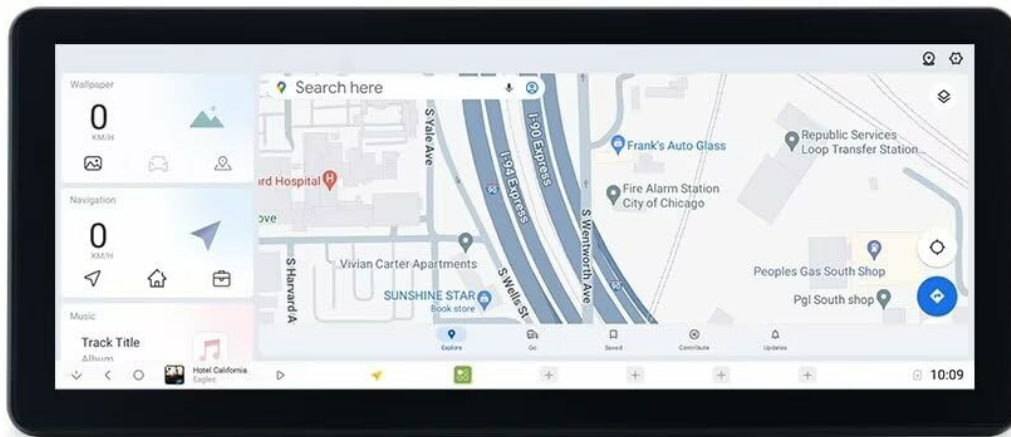 Wallpaper
0
KM/H
Navigation
0
KM/H
Music
Track Title
Album
Search here
S Yale Ave
I-94 Express
I-90 Express
90
S Wentworth Ave
90
S Harvard A
S Wells St
rd Hospital
H
ove
Vivian Carter Apartments
SUNSHINE STAR
Book store
Frank's Auto Glass
Fire Alarm Station
City of Chicago
Republic Services
Loop Transfer Station...
Peoples Gas South Shop
Pgl South shop
Explore
Go
Saved
Contribute
Updates
Hotel California
Eagles
10:09